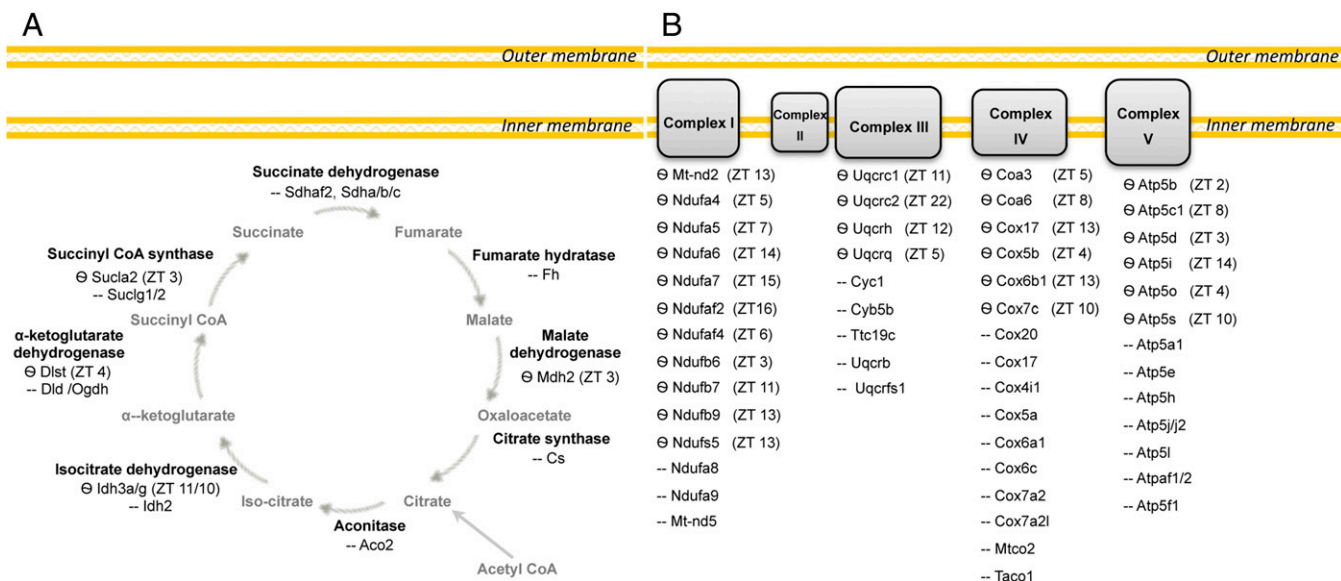 A
Outer membrane
Inner membrane
Succinate dehydrogenase
-- Sdhaf2, Sdha/b/c
Succinate
Fumarate
Succinyl CoA synthase
ϴ Sucla2 (ZT 3)
-- Suclg1/2
Fumarate hydratase
-- Fh
Succinyl CoA
Malate
α-ketoglutarate
dehydrogenase
ϴ Dlst (ZT 4)
-- Dld /Ogdh
Malate
dehydrogenase
ϴ Mdh2 (ZT 3)
α--ketoglutarate
Oxaloacetate
Citrate synthase
-- Cs
Isocitrate dehydrogenase
ϴ Idh3a/g (ZT 11/10)
-- Idh2
Iso-citrate
Citrate
Aconitase
-- Aco2
Acetyl CoA
B
Outer membrane
Inner membrane
Complex I
Complex
II
Complex III
Complex
IV
Complex
V
ϴ Mt-nd2 (ZT 13)
ϴ Ndufa4 (ZT 5)
ϴ Ndufa5 (ZT 7)
ϴ Ndufa6 (ZT 14)
ϴ Ndufa7 (ZT 15)
ϴ Ndufaf2 (ZT16)
ϴ Ndufaf4 (ZT 6)
ϴ Ndufb6 (ZT 3)
ϴ Ndufb7 (ZT 11)
ϴ Ndufb9 (ZT 13)
ϴ Ndufs5 (ZT 13)
-- Ndufa8
-- Ndufa9
-- Mt-nd5
ϴ Uqcrc1 (ZT 11)
ϴ Uqcrc2 (ZT 22)
ϴ Uqcrh (ZT 12)
ϴ Uqcrq (ZT 5)
-- Cyc1
-- Cyb5b
-- Ttc19c
-- Uqcrb
-- Uqcrfs1
ϴ Coa3 (ZT 5)
ϴ Coa6 (ZT 8)
ϴ Cox17 (ZT 13)
ϴ Cox5b (ZT 4)
ϴ Cox6b1 (ZT 13)
ϴ Cox7c (ZT 10)
-- Cox20
-- Cox17
-- Cox4i1
-- Cox5a
-- Cox6a1
-- Cox6c
-- Cox7a2
-- Cox7a2l
-- Mtco2
-- Taco1
ϴ Atp5b (ZT 2)
ϴ Atp5c1 (ZT 8)
ϴ Atp5d (ZT 3)
ϴ Atp5i (ZT 14)
ϴ Atp5o (ZT 4)
ϴ Atp5s (ZT 10)
-- Atp5a1
-- Atp5e
-- Atp5h
-- Atp5j/j2
-- Atp5l
-- Atpaf1/2
-- Atp5f1